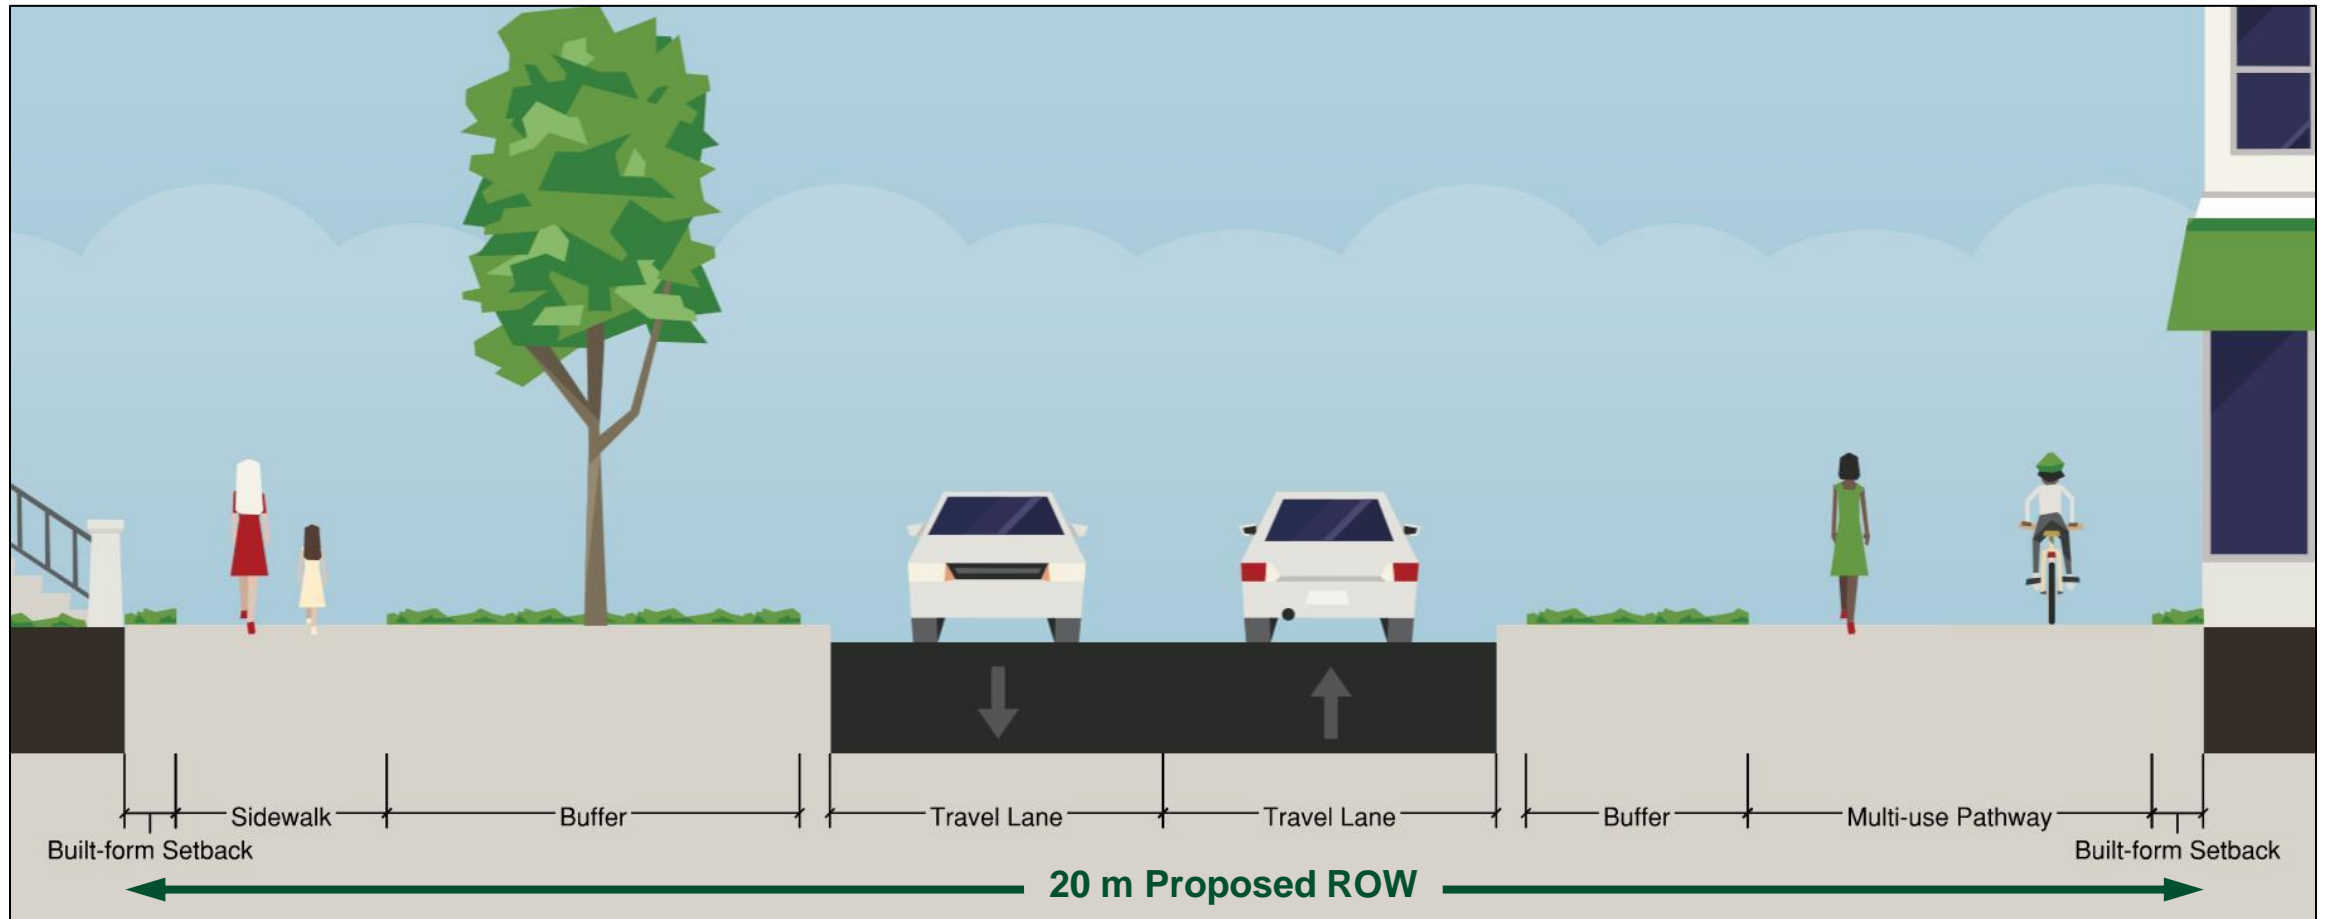 Sidewalk
Buffer
Travel Lane
Travel Lane
Buffer
Multi-use Pathway
Built-form Setback
Built-form Setback
20 m Proposed ROW